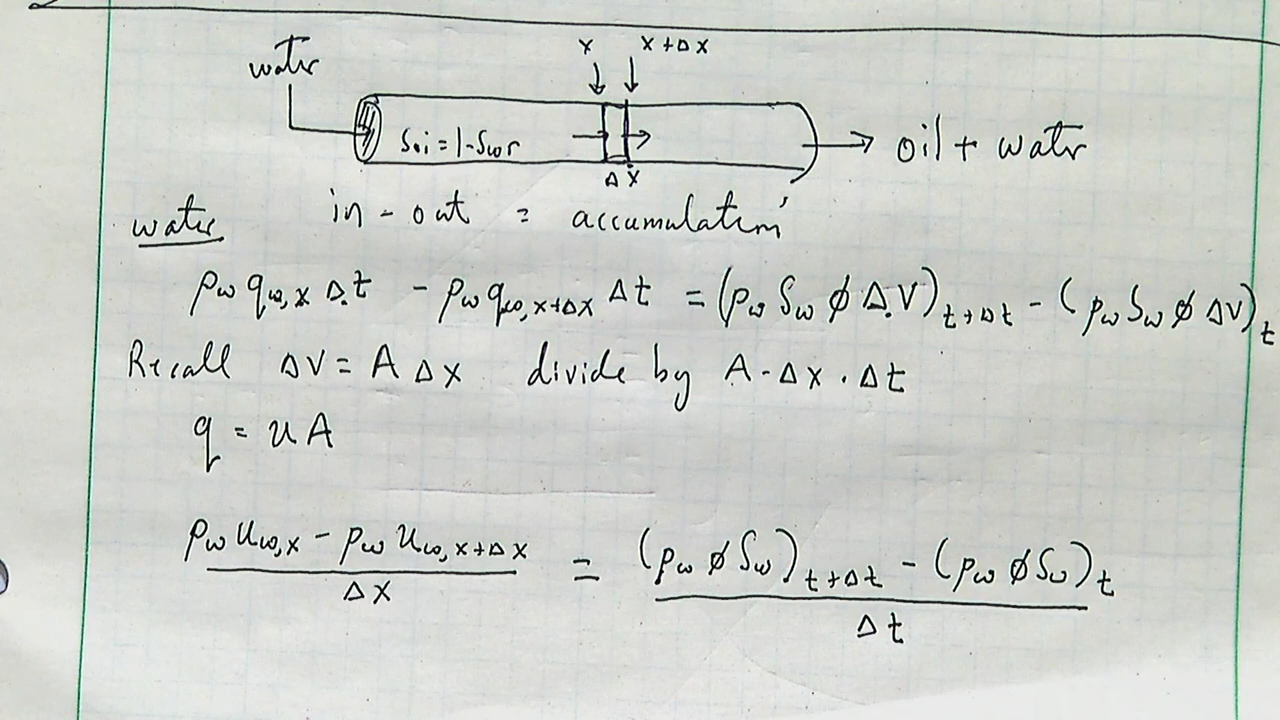 water
x x+Δx
Soi = 1-Swr
oil + water
Δx
water in - out = accumulation
ρw qw,x Δt - ρw qw,x+Δx Δt = (ρw Sw φ ΔV)t+Δt - (ρw Sw φ ΔV)t
Recall ΔV = A Δx divide by A·Δx·Δt
q = uA
ρw uw,x - ρw uw,x+Δx = (ρw φ Sw)t+Δt - (ρw φ Sw)t
Δx Δt